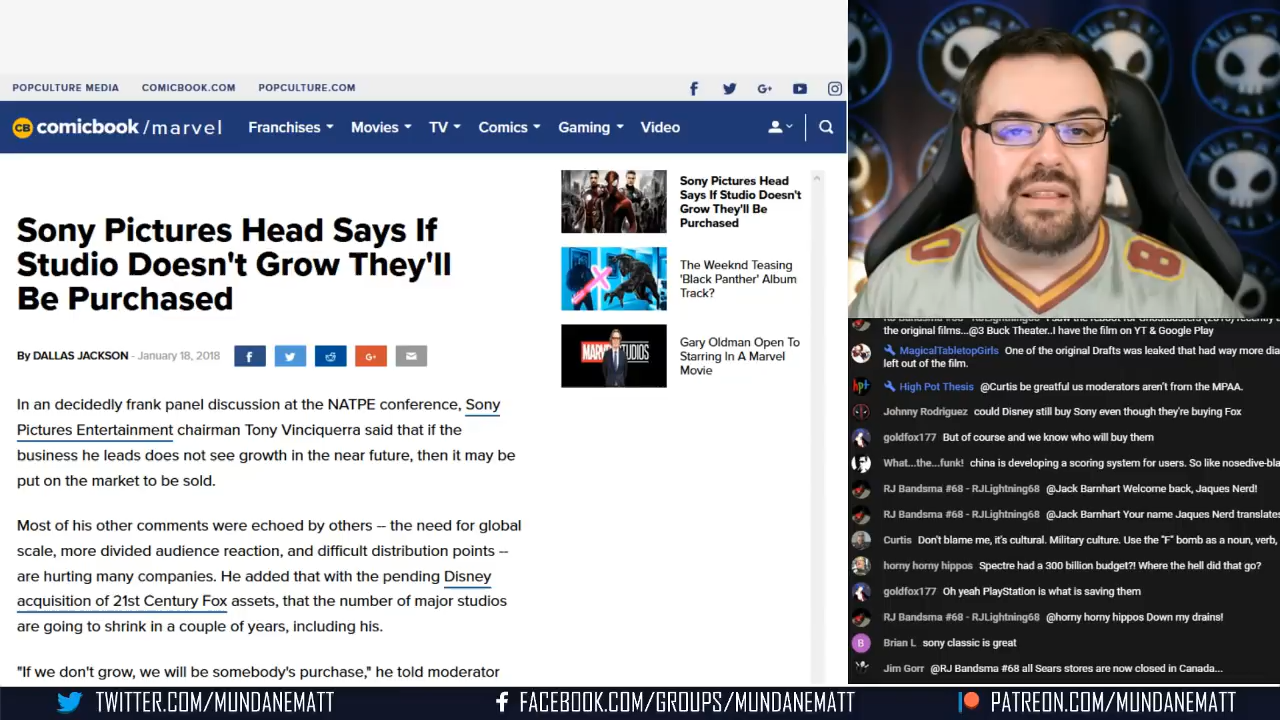 POPCULTURE MEDIA COMICBOOK.COM POPCULTURE.COM
CB comicbook /marvel Franchises Movies TV Comics Gaming Video
Sony Pictures Head Says If
Studio Doesn't Grow They'll
Be Purchased
By DALLAS JACKSON - January 18, 2018
In an decidedly frank panel discussion at the NATPE conference, Sony
Pictures Entertainment chairman Tony Vinciquerra said that if the
business he leads does not see growth in the near future, then it may be
put on the market to be sold.
Most of his other comments were echoed by others -- the need for global
scale, more divided audience reaction, and difficult distribution points --
are hurting many companies. He added that with the pending Disney
acquisition of 21st Century Fox assets, that the number of major studios
are going to shrink in a couple of years, including his.
"If we don't grow, we will be somebody's purchase," he told moderator
Sony Pictures Head
Says If Studio Doesn't
Grow They'll Be
Purchased
The Weeknd Teasing
'Black Panther' Album
Track?
MARVEL STUDIOS
Gary Oldman Open To
Starring In A Marvel
Movie
80
the original films...@3 Buck Theater..I have the film on YT & Google Play
MagicalTabletopGirls One of the original Drafts was leaked that had way more dia
left out of the film.
hpt High Pot Thesis @Curtis be greatful us moderators aren't from the MPAA.
Johnny Rodriguez could Disney still buy Sony even though they're buying Fox
goldfox177 But of course and we know who will buy them
What...the...funk! china is developing a scoring system for users. So like nosedive-bla
RJ Bandsma #68 - RJLightning68 @Jack Barnhart Welcome back, Jaques Nerd!
RJ Bandsma #68 - RJLightning68 @Jack Barnhart Your name Jaques Nerd translates
Curtis Don't blame me, it's cultural. Military culture. Use the "F" bomb as a noun, verb,
horny horny hippos Spectre had a 300 billion budget?! Where the hell did that go?
goldfox177 Oh yeah PlayStation is what is saving them
RJ Bandsma #68 - RJLightning68 @horny horny hippos Down my drains!
B Brian L sony classic is great
Jim Gorr @RJ Bandsma #68 all Sears stores are now closed in Canada...
TWITTER.COM/MUNDANEMATT FACEBOOK.COM/GROUPS/MUNDANEMATT PATREON.COM/MUNDANEMATT